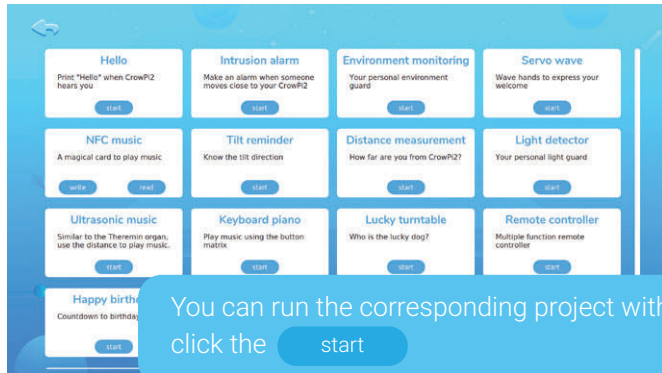 Hello
Print "Hello" when CrowPi2
hears you
start
Intrusion alarm
Make an alarm when someone
moves close to your CrowPi2
start
Environment monitoring
Your personal environment
guard
start
Servo wave
Wave hands to express your
welcome
start
NFC music
A magical card to play music
write
read
Tilt reminder
Know the tilt direction
start
Distance measurement
How far are you from CrowPi2?
start
Light detector
Your personal light guard
start
Ultrasonic music
Similar to the Theremin organ,
use the distance to play music.
start
Keyboard piano
Play music using the button
matrix
start
Lucky turntable
Who is the lucky dog?
start
Remote controller
Multiple function remote
controller
start
Happy birth
Countdown to birthday
start
You can run the corresponding project with
click the start